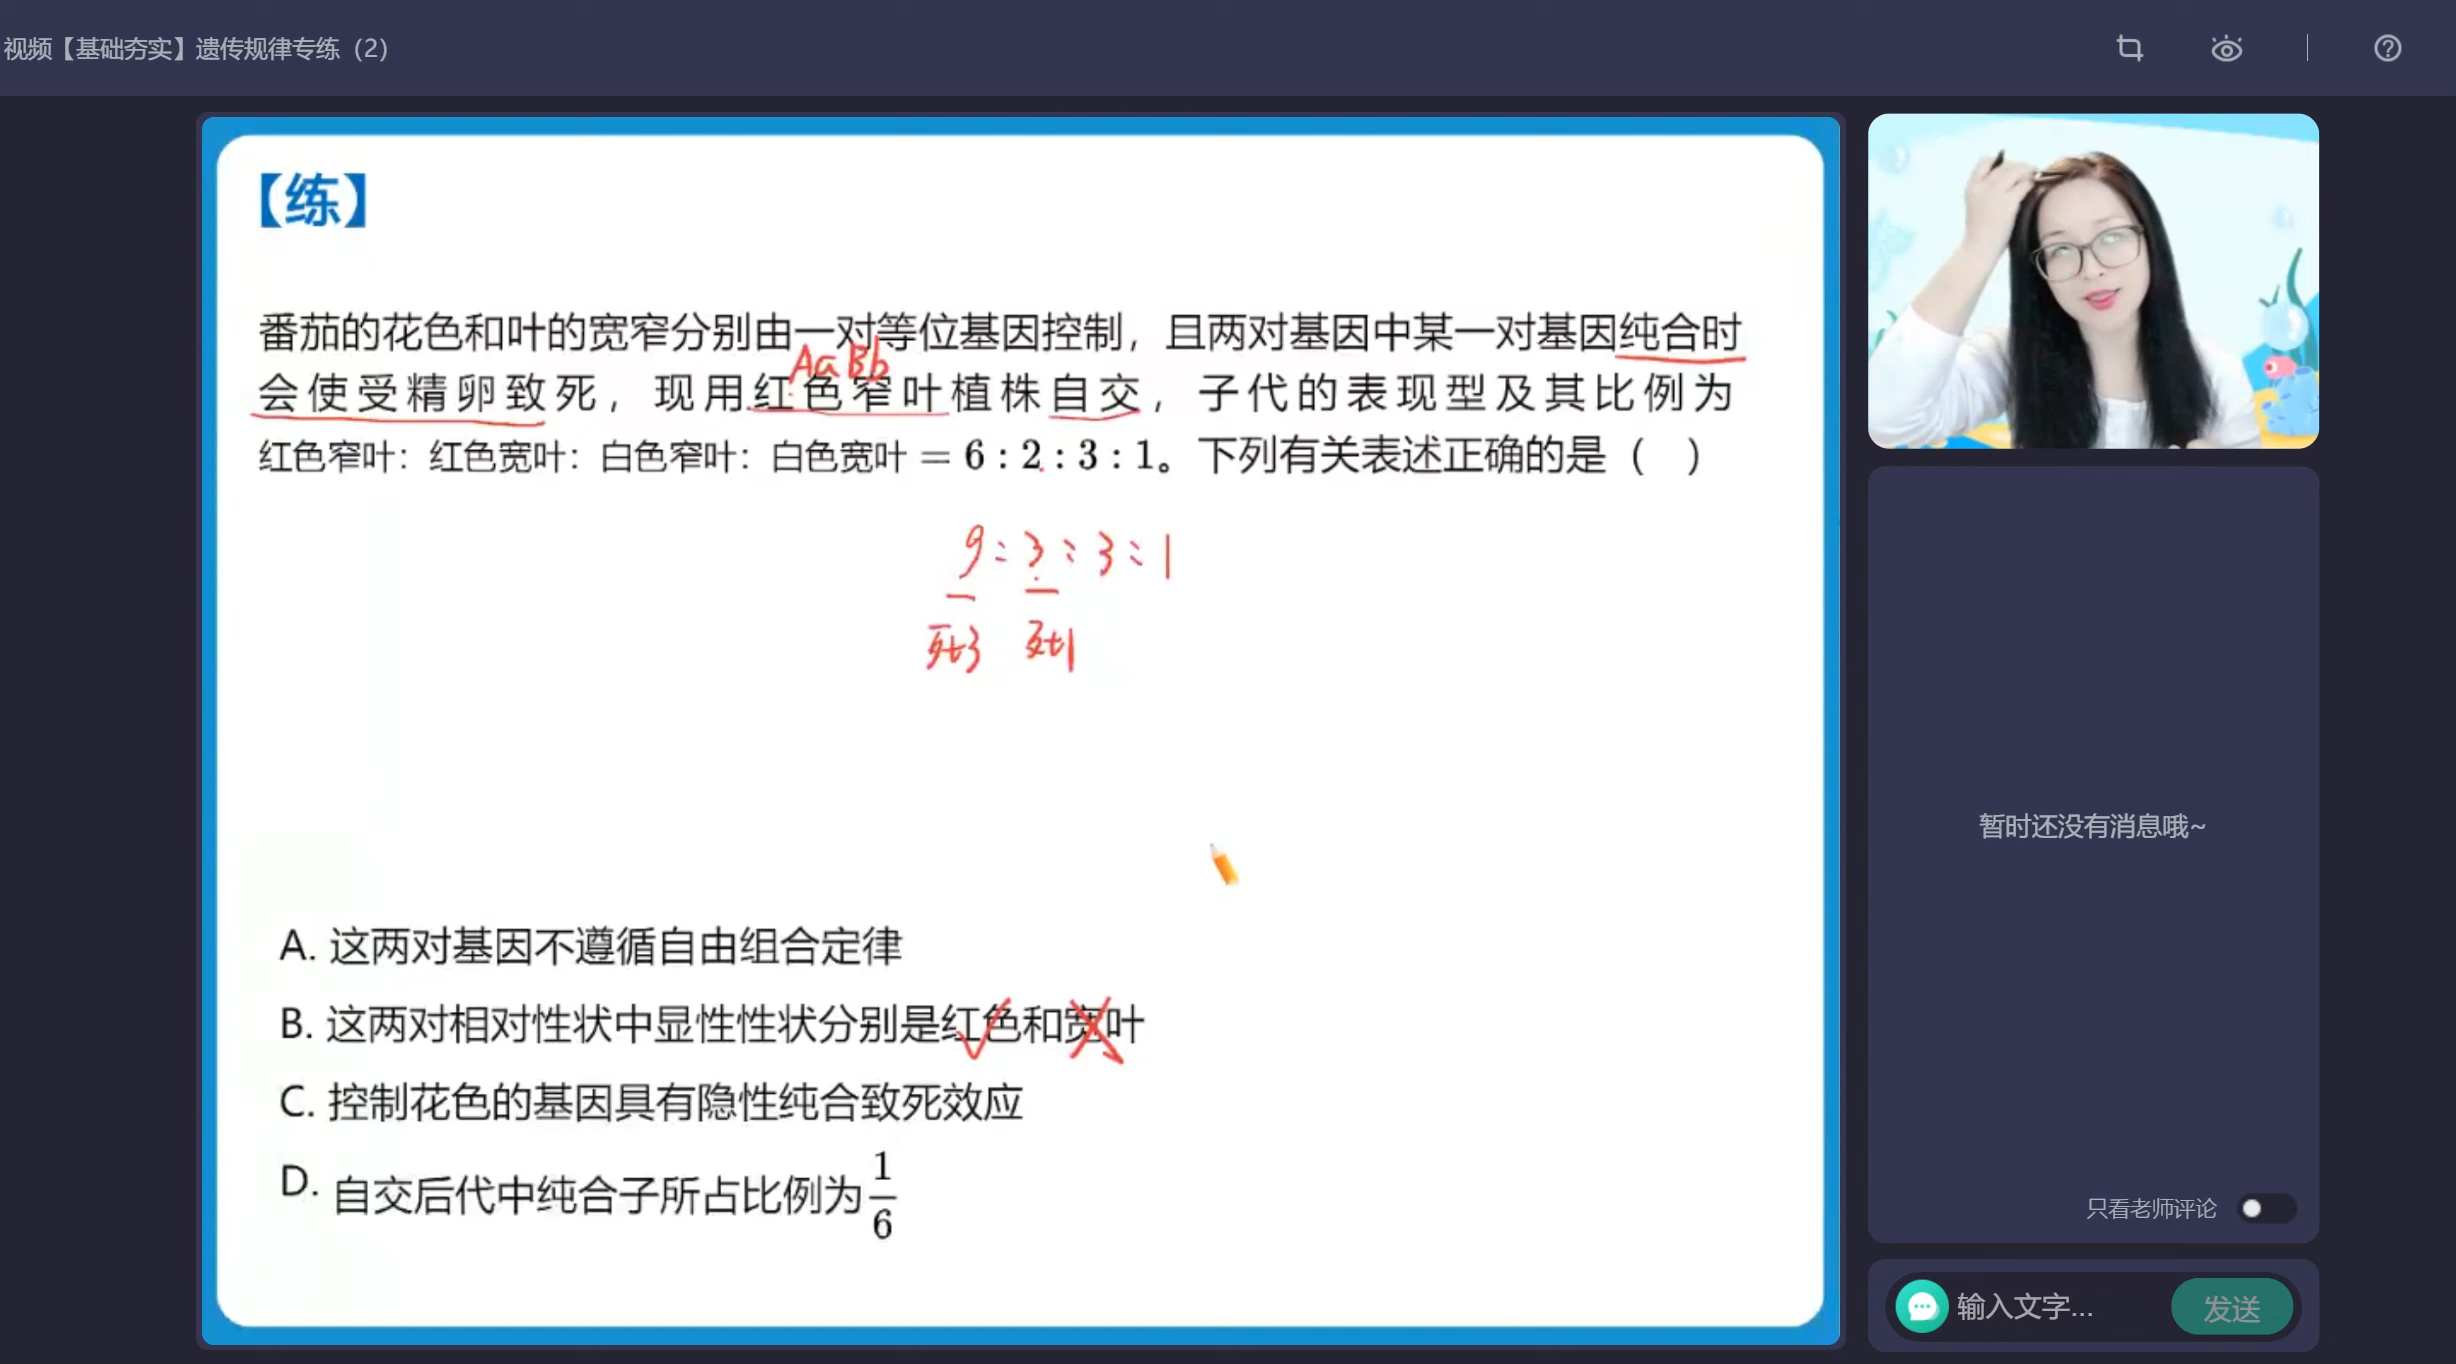 视频【基础夯实】遗传规律专练（2）
【练】
番茄的花色和叶的宽窄分别由一对等位基因控制，且两对基因中某一对基因纯合时
AaBb
会使受精卵致死，现用红色窄叶植株自交，子代的表现型及其比例为
红色窄叶：红色宽叶：白色窄叶：白色宽叶 = 6 : 2 : 3 : 1。下列有关表述正确的是（ ）
9 : 3 : 3 : 1
死3 死1
A. 这两对基因不遵循自由组合定律
B. 这两对相对性状中显性性状分别是红色和宽叶
C. 控制花色的基因具有隐性纯合致死效应
D. 自交后代中纯合子所占比例为1/6
暂时还没有消息哦~
只看老师评论
输入文字...
发送